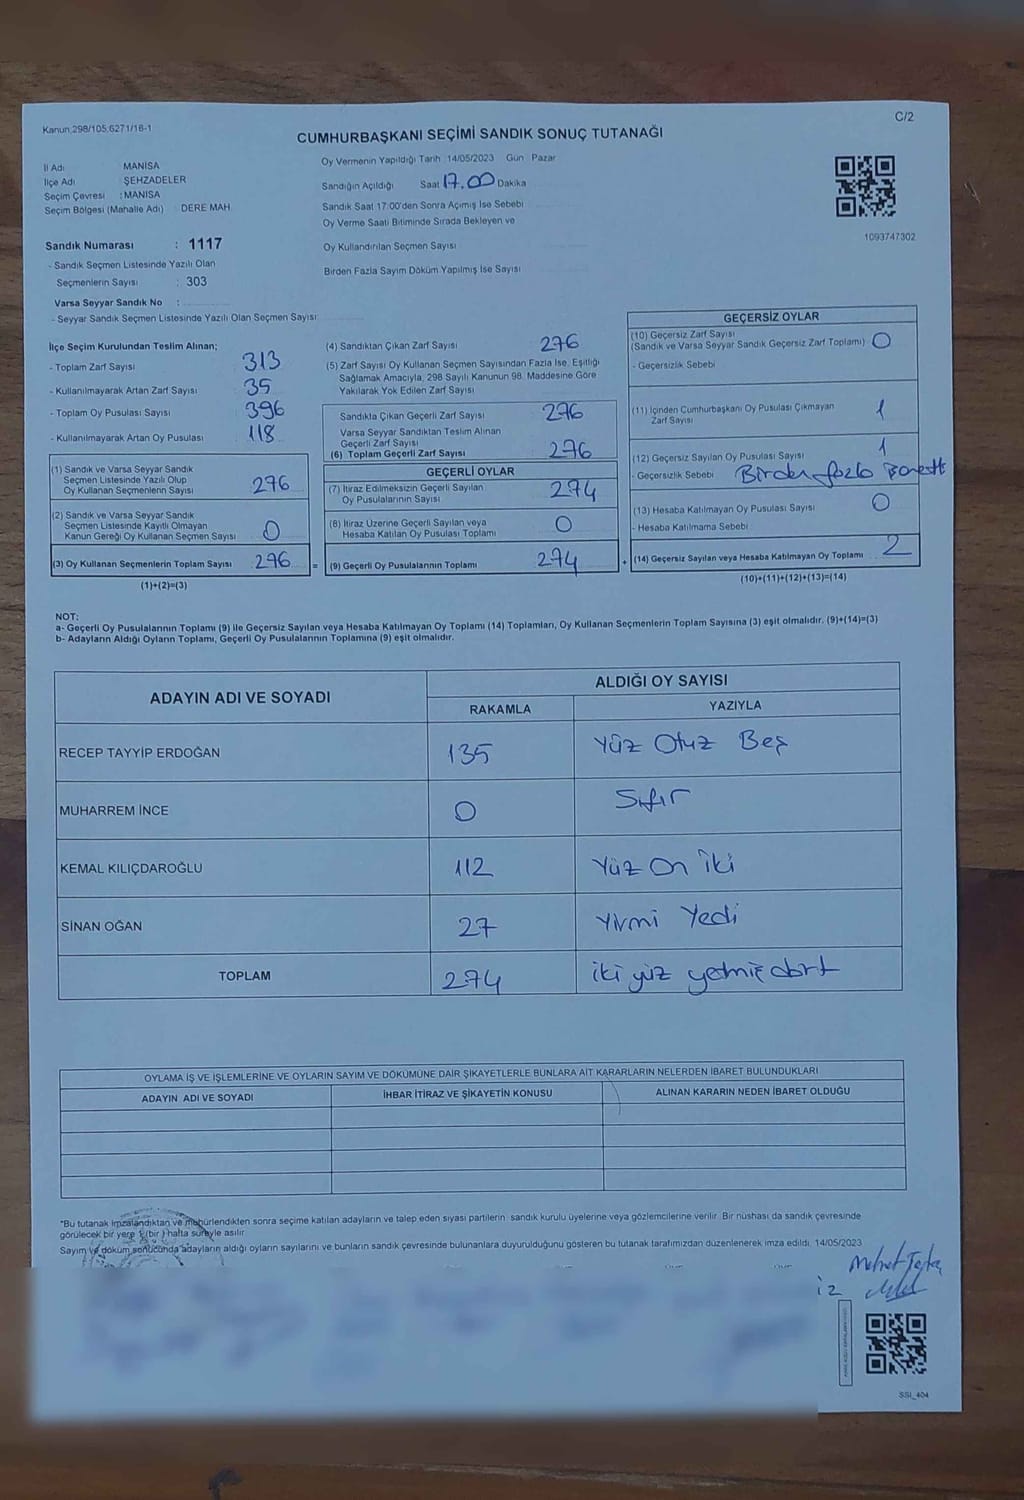 Kanun;298/105,6271/16-1
C/2
CUMHURBAŞKANI SEÇİMİ SANDIK SONUÇ TUTANAĞI
İl Adı : MANİSA
İlçe Adı : ŞEHZADELER
Seçim Çevresi : MANİSA
Seçim Bölgesi (Mahalle Adı) : DERE MAH.
Oy Vermenin Yapıldığı Tarih :14/05/2023 Gün : Pazar
Sandığın Açıldığı Saat 17.00 Dakika
Sandık Saat 17:00'den Sonra Açımış İse Sebebi
Oy Verme Saati Bitiminde Sırada Bekleyen ve
Oy Kullandırılan Seçmen Sayısı
Birden Fazla Sayım Döküm Yapılmış İse Sayısı
1093747302
Sandık Numarası : 1117
- Sandık Seçmen Listesinde Yazılı Olan
Seçmenlerin Sayısı : 303
Varsa Seyyar Sandık No :
- Seyyar Sandık Seçmen Listesinde Yazılı Olan Seçmen Sayısı:
İlçe Seçim Kurulundan Teslim Alınan;
- Toplam Zarf Sayısı 313
- Kullanılmayarak Artan Zarf Sayısı 35
- Toplam Oy Pusulası Sayısı 396
- Kullanılmayarak Artan Oy Pusulası 118
(1) Sandık ve Varsa Seyyar Sandık
Seçmen Listesinde Yazılı Olup
Oy Kullanan Seçmenlerin Sayısı 276
(2) Sandık ve Varsa Seyyar Sandık
Seçmen Listesinde Kayıtlı Olmayan
Kanun Gereği Oy Kullanan Seçmen Sayısı 0
(3) Oy Kullanan Seçmenlerin Toplam Sayısı 276 =
(1)+(2)=(3)
(4) Sandıktan Çıkan Zarf Sayısı 276
(5) Zarf Sayısı Oy Kullanan Seçmen Sayısından Fazla İse, Eşitliği
Sağlamak Amacıyla, 298 Sayılı Kanunun 98. Maddesine Göre
Yakılarak Yok Edilen Zarf Sayısı
Sandıkta Çıkan Geçerli Zarf Sayısı 276
Varsa Seyyar Sandıktan Teslim Alınan
Geçerli Zarf Sayısı
(6) Toplam Geçerli Zarf Sayısı 276
GEÇERLİ OYLAR
(7) İtiraz Edilmeksizin Geçerli Sayılan
Oy Pusulalarının Sayısı 274
(8) İtiraz Üzerine Geçerli Sayılan veya
Hesaba Katılan Oy Pusulası Toplamı 0
(9) Geçerli Oy Pusulalarının Toplamı 274 +
GEÇERSİZ OYLAR
(10) Geçersiz Zarf Sayısı
(Sandık ve Varsa Seyyar Sandık Geçersiz Zarf Toplamı) 0
- Geçersizlik Sebebi
(11) İçinden Cumhurbaşkanı Oy Pusulası Çıkmayan
Zarf Sayısı 1
(12) Geçersiz Sayılan Oy Pusulası Sayısı 1
- Geçersizlik Sebebi Birden fazla
(13) Hesaba Katılmayan Oy Pusulası Sayısı 0
- Hesaba Katılmama Sebebi
(14) Geçersiz Sayılan veya Hesaba Katılmayan Oy Toplamı 2
(10)+(11)+(12)+(13)=(14)
NOT:
a- Geçerli Oy Pusulalarının Toplamı (9) ile Geçersiz Sayılan veya Hesaba Katılmayan Oy Toplamı (14) Toplamları, Oy Kullanan Seçmenlerin Toplam Sayısına (3) eşit olmalıdır. (9)+(14)=(3)
b- Adayların Aldığı Oyların Toplamı, Geçerli Oy Pusulalarının Toplamına (9) eşit olmalıdır.
ADAYIN ADI VE SOYADI ALDIĞI OY SAYISI
RAKAMLA YAZIYLA
RECEP TAYYİP ERDOĞAN 135 Yüz Otuz Beş
MUHARREM İNCE 0 Sıfır
KEMAL KILIÇDAROĞLU 112 Yüz On İki
SİNAN OĞAN 27 Yirmi Yedi
TOPLAM 274 iki yüz yetmiş dört
OYLAMA İŞ VE İŞLEMLERİNE VE OYLARIN SAYIM VE DÖKÜMÜNE DAİR ŞİKAYETLERLE BUNLARA AİT KARARLARIN NELERDEN İBARET BULUNDUKLARI
ADAYIN ADI VE SOYADI İHBAR İTİRAZ VE ŞİKAYETİN KONUSU ALINAN KARARIN NEDEN İBARET OLDUĞU
*Bu tutanak imzalandıktan ve mühürlendikten sonra seçime katılan adayların ve talep eden siyasi partilerin sandık kurulu üyelerine veya gözlemcilerine verilir. Bir nüshası da sandık çevresinde
görülecek bir yere 1 (bir ) hafta süreyle asılır.
Sayım ve döküm sonucunda adayların aldığı oyların sayılarını ve bunların sandık çevresinde bulunanlara duyurulduğunu gösteren bu tutanak tarafımızdan düzenlenerek imza edildi. 14/05/2023
iz
SSI_404